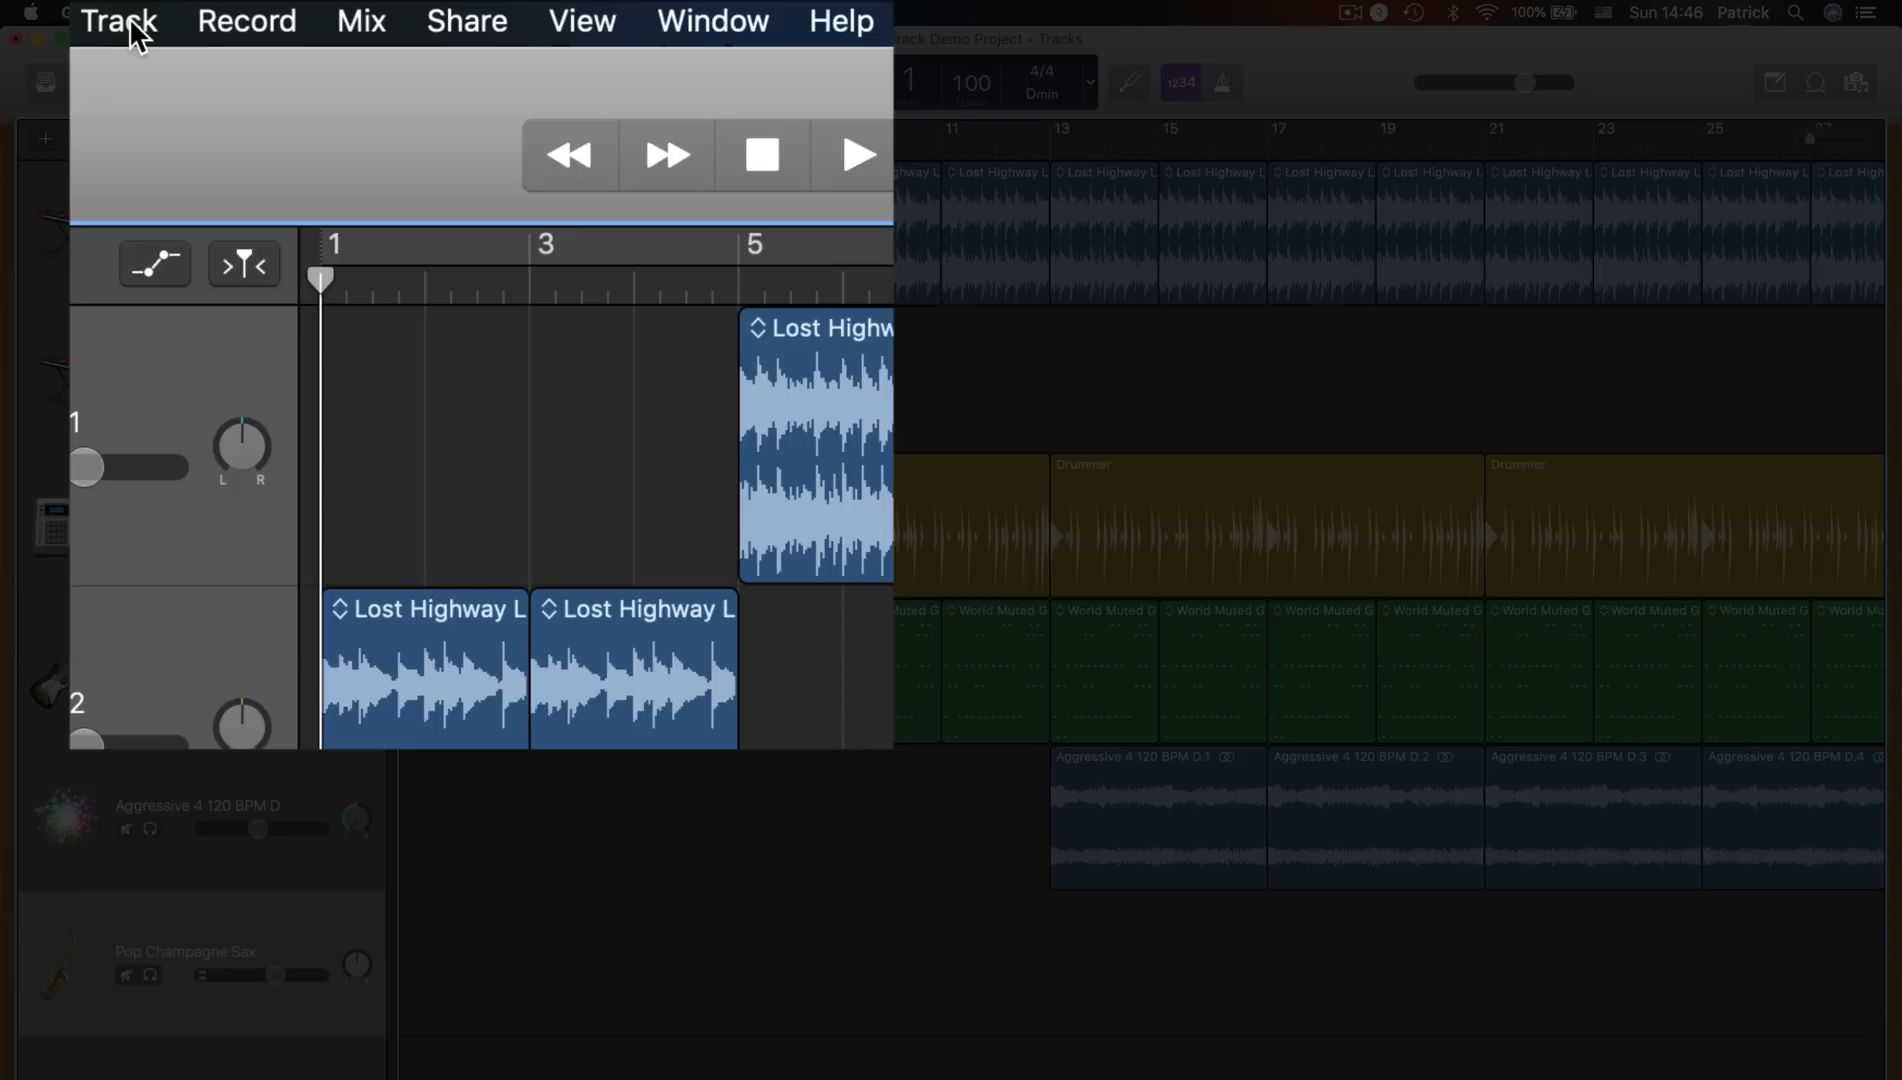 Track Record Mix Share View Window Help
100% Sun 14:46 Patrick
rack Demo Project - Tracks
1 100 4/4
TEMPO Dmin
1234
1 3 5
11 13 15 17 19 21 23 25
ghway L Lost Highway L Lost Highway L Lost Highway L Lost Highway L Lost Highway L Lost Highway L Lost Highway L Lost High
Lost Highw
1
L R
Drummer Drummer
Lost Highway L Lost Highway L
Muted G World Muted G World Muted G World Muted G World Muted G World Muted G World Muted G World Muted G World Mu
2
Aggressive 4 120 BPM D.1 Aggressive 4 120 BPM D.2 Aggressive 4 120 BPM D.3 Aggressive 4 120 BPM D.4
Aggressive 4 120 BPM D
Pop Champagne Sax